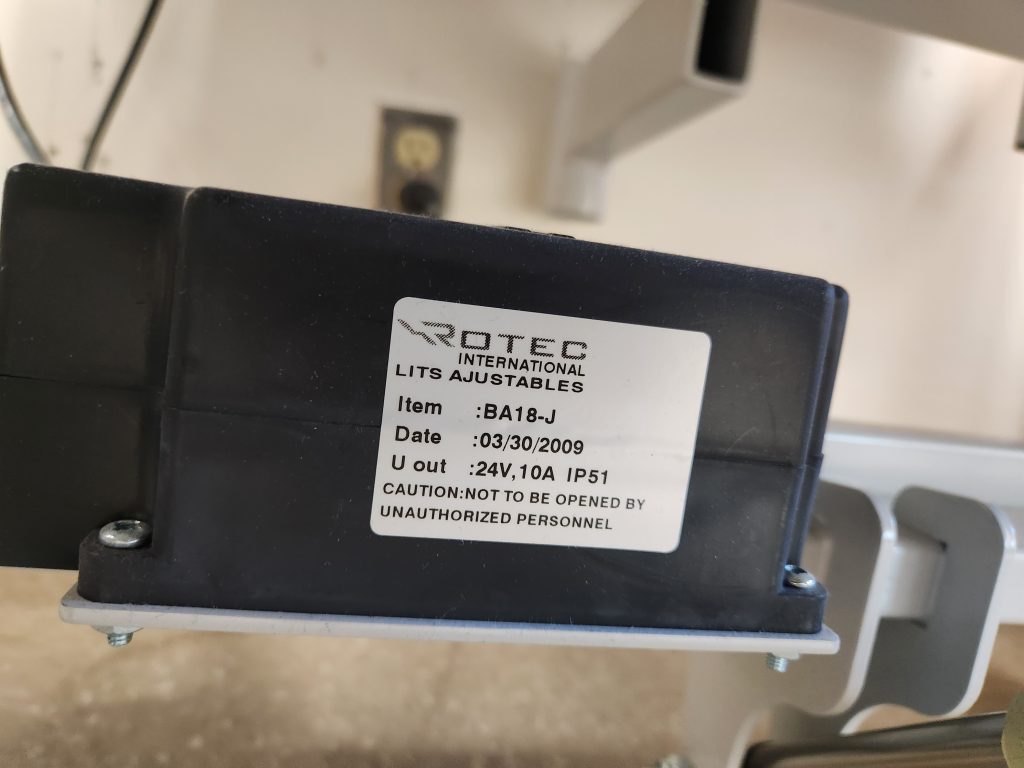 ROTEC
INTERNATIONAL
LITS AJUSTABLES
Item :BA18-J
Date :03/30/2009
U out :24V,10A IP51
CAUTION:NOT TO BE OPENED BY
UNAUTHORIZED PERSONNEL